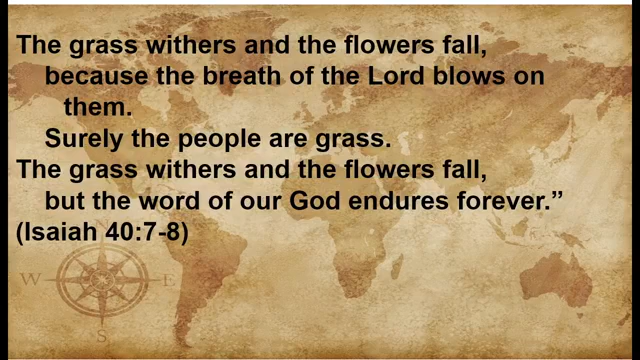 The grass withers and the flowers fall,
because the breath of the Lord blows on
them.
Surely the people are grass.
The grass withers and the flowers fall,
but the word of our God endures forever.”
(Isaiah 40:7-8)
W E
S